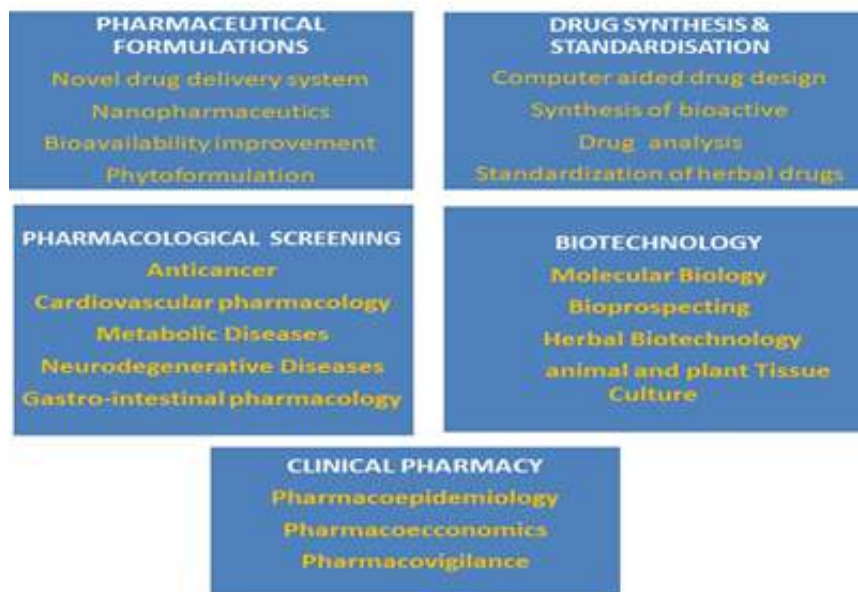 PHARMACEUTICAL
FORMULATIONS
Novel drug delivery system
Nanopharmaceutics
Bioavailability improvement
Phytoformulation
DRUG SYNTHESIS &
STANDARDISATION
Computer aided drug design
Synthesis of bioactive
Drug analysis
Standardization of herbal drugs
PHARMACOLOGICAL SCREENING
Anticancer
Cardiovascular pharmacology
Metabolic Diseases
Neurodegenerative Diseases
Gastro-intestinal pharmacology
BIOTECHNOLOGY
Molecular Biology
Bioprospecting
Herbal Biotechnology
animal and plant Tissue
Culture
CLINICAL PHARMACY
Pharmacoepidemiology
Pharmacoecconomics
Pharmacovigilance